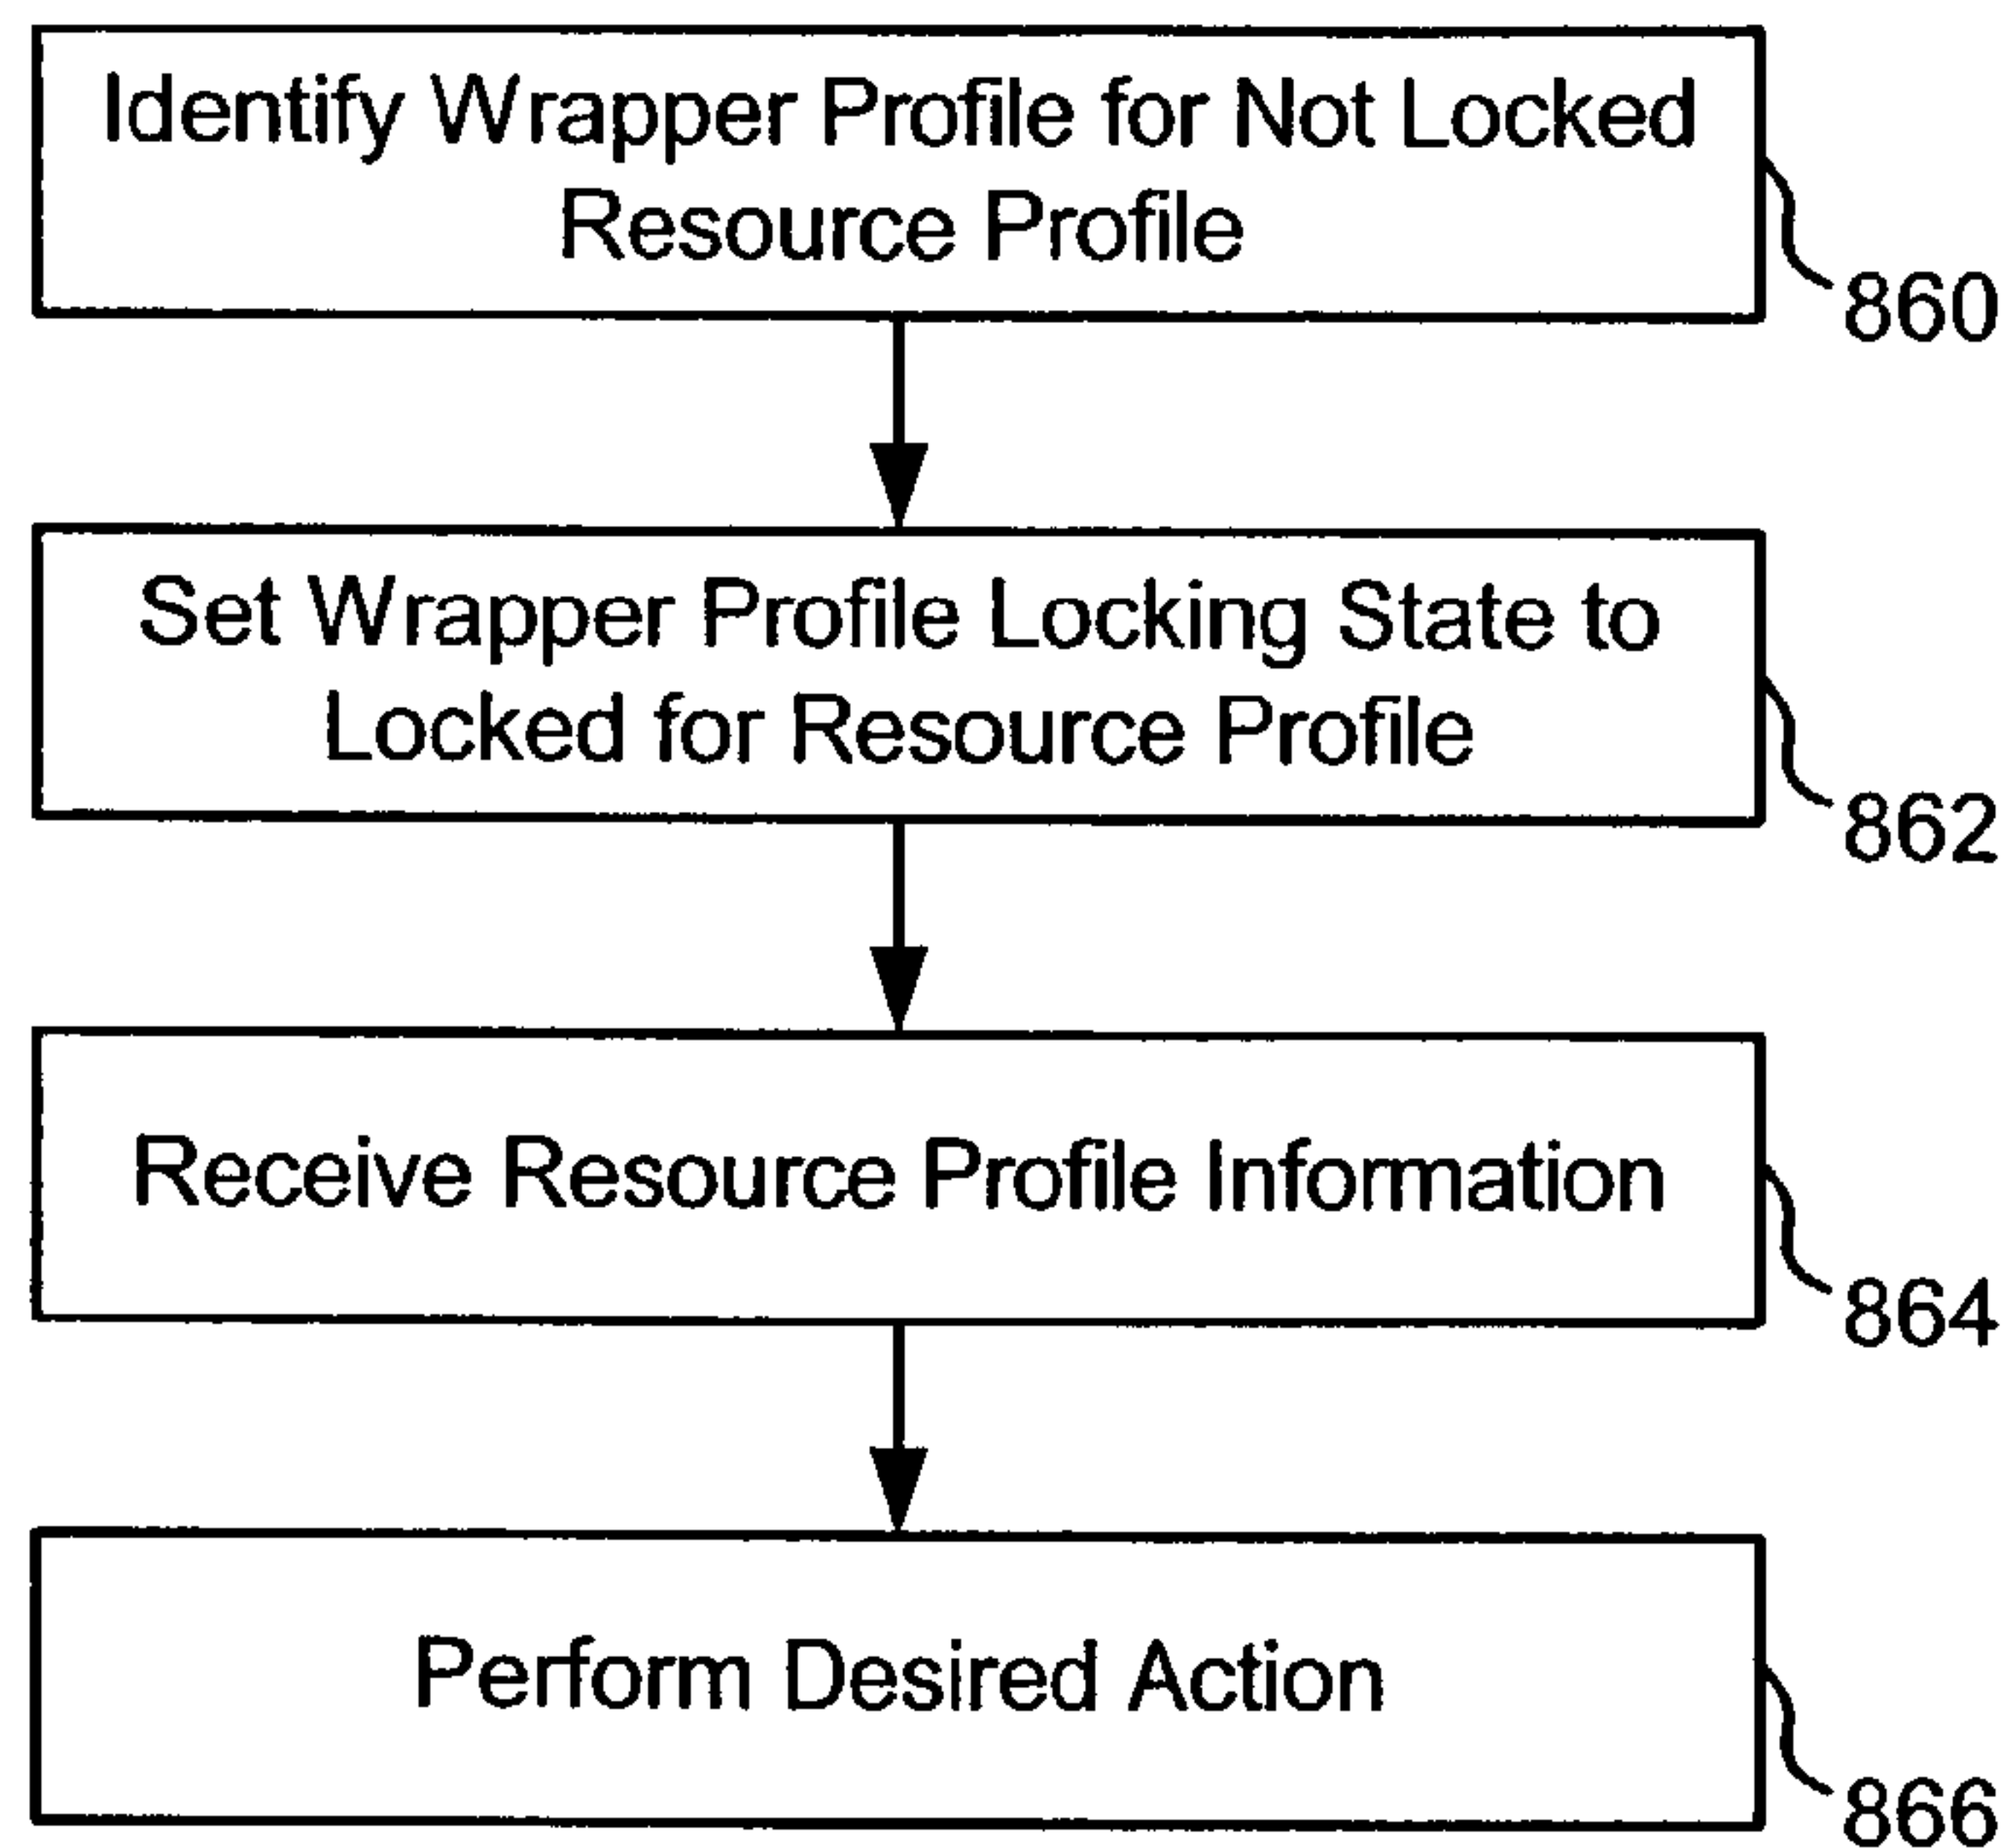 Identify Wrapper Profile for Not Locked
Resource Profile
860
Set Wrapper Profile Locking State to
Locked for Resource Profile
862
Receive Resource Profile Information
864
Perform Desired Action
866